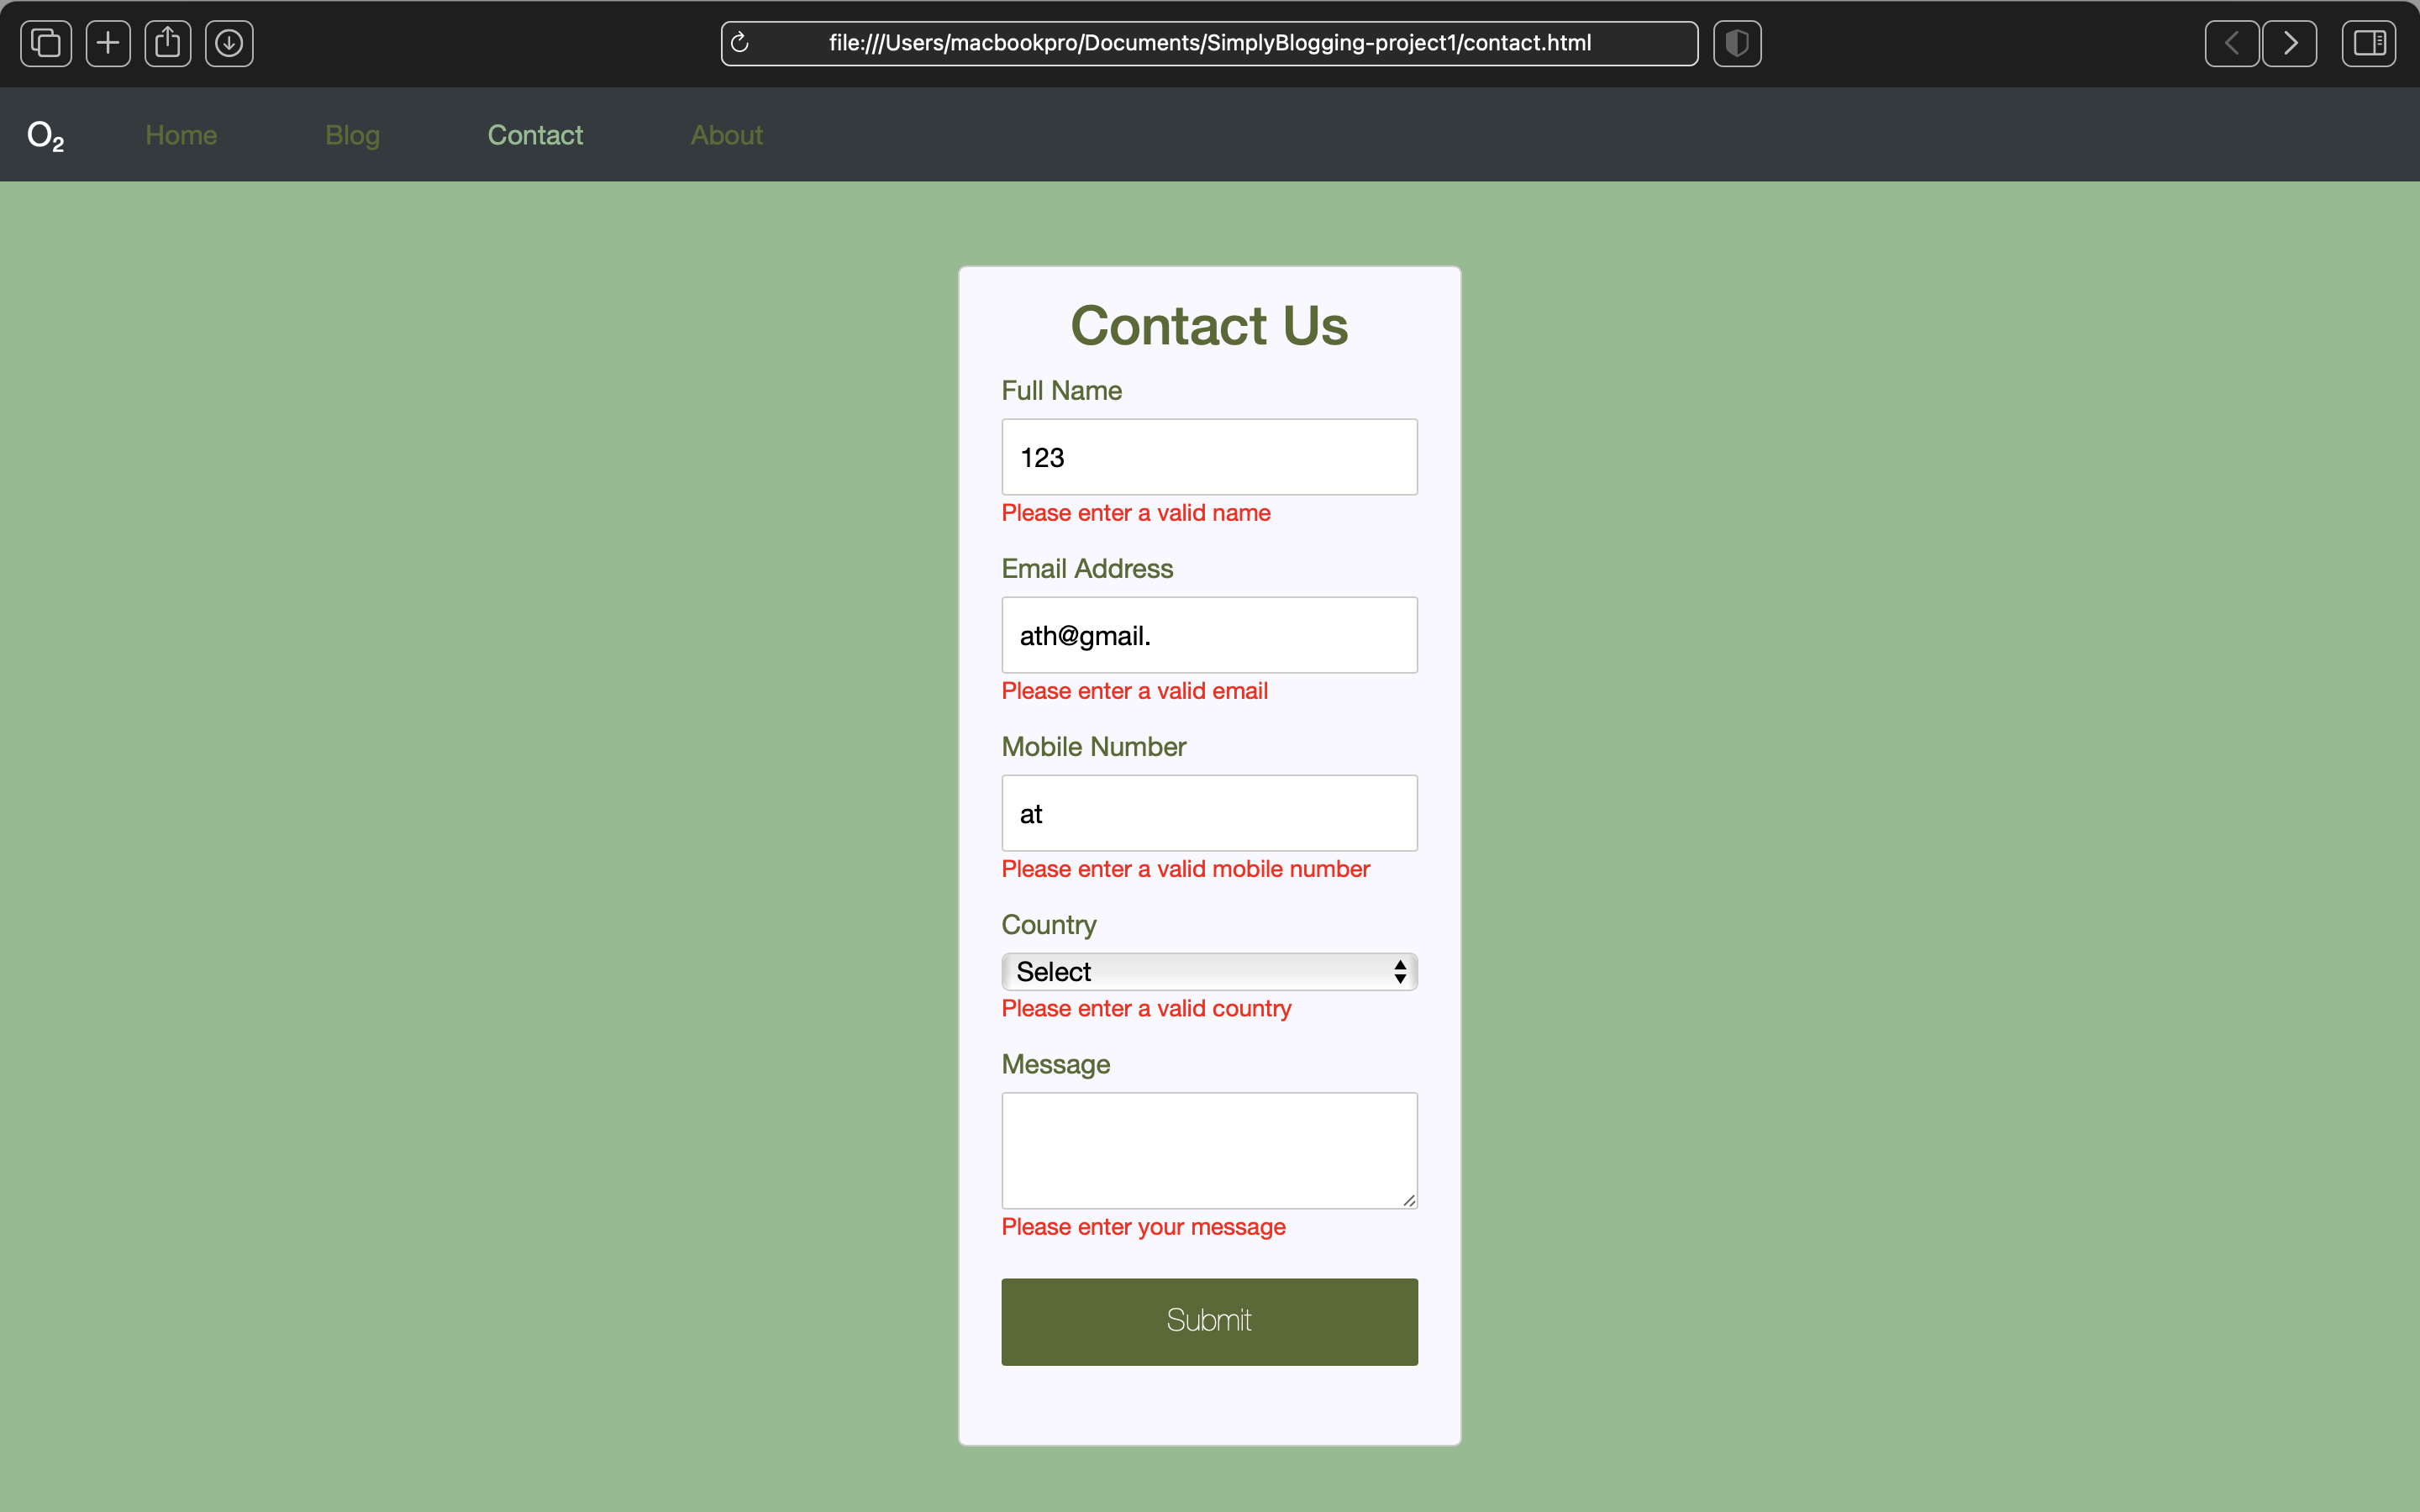 file:///Users/macbookpro/Documents/SimplyBlogging-project1/contact.html
O₂ Home Blog Contact About
Contact Us
Full Name
123
Please enter a valid name
Email Address
ath@gmail.
Please enter a valid email
Mobile Number
at
Please enter a valid mobile number
Country
Select
Please enter a valid country
Message
Please enter your message
Submit